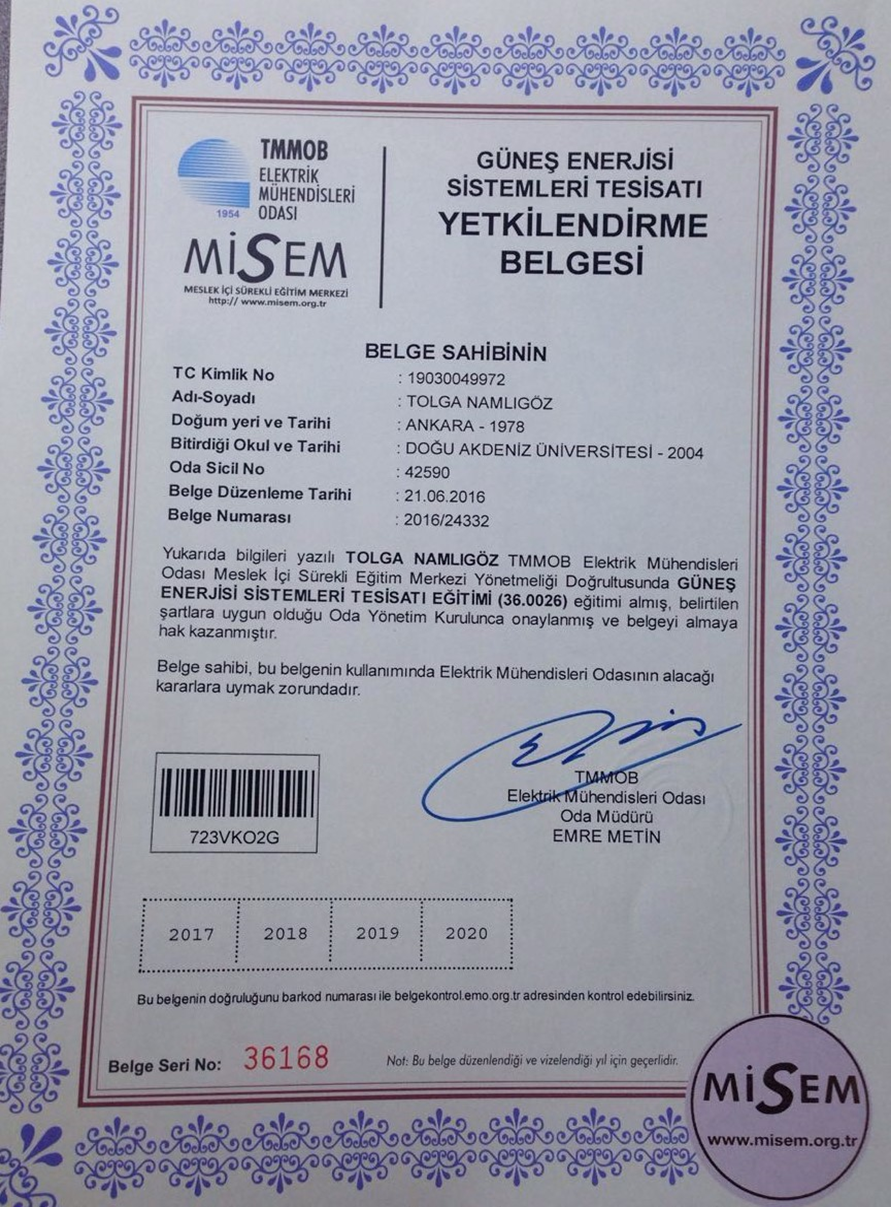 TMMOB
ELEKTRİK
MÜHENDİSLERİ
ODASI
1954
MİSEM
MESLEK İÇİ SÜREKLİ EĞİTİM MERKEZİ
http:// www.misem.org.tr
GÜNEŞ ENERJİSİ
SİSTEMLERİ TESİSATI
YETKİLENDİRME
BELGESİ
BELGE SAHİBİNİN
TC Kimlik No : 19030049972
Adı-Soyadı : TOLGA NAMLIGÖZ
Doğum yeri ve Tarihi : ANKARA - 1978
Bitirdiği Okul ve Tarihi : DOĞU AKDENİZ ÜNİVERSİTESİ - 2004
Oda Sicil No : 42590
Belge Düzenleme Tarihi : 21.06.2016
Belge Numarası : 2016/24332
Yukarıda bilgileri yazılı TOLGA NAMLIGÖZ TMMOB Elektrik Mühendisleri
Odası Meslek İçi Sürekli Eğitim Merkezi Yönetmeliği Doğrultusunda GÜNEŞ
ENERJİSİ SİSTEMLERİ TESİSATI EĞİTİMİ (36.0026) eğitimi almış, belirtilen
şartlara uygun olduğu Oda Yönetim Kurulunca onaylanmış ve belgeyi almaya
hak kazanmıştır.
Belge sahibi, bu belgenin kullanımında Elektrik Mühendisleri Odasının alacağı
kararlara uymak zorundadır.
TMMOB
Elektrik Mühendisleri Odası
Oda Müdürü
EMRE METİN
723VKO2G
2017 2018 2019 2020
Bu belgenin doğruluğunu barkod numarası ile belgekontrol.emo.org.tr adresinden kontrol edebilirsiniz.
Belge Seri No: 36168
Not: Bu belge düzenlendiği ve vizelendiği yıl için geçerlidir.
MİSEM
www.misem.org.tr